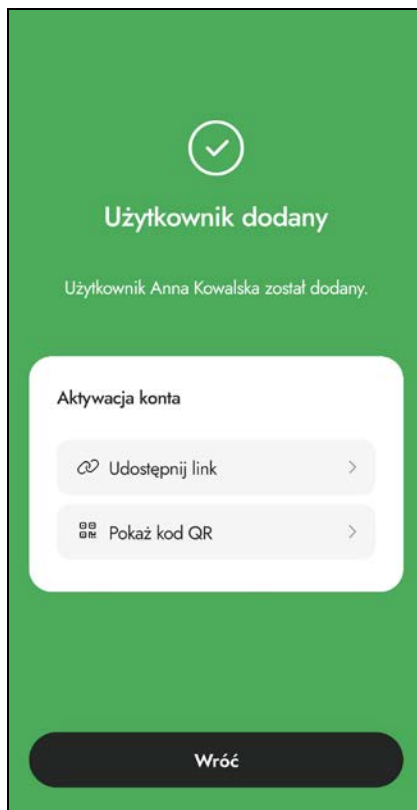 Użytkownik dodany
Użytkownik Anna Kowalska został dodany.
Aktywacja konta
Udostępnij link
Pokaż kod QR
Wróć